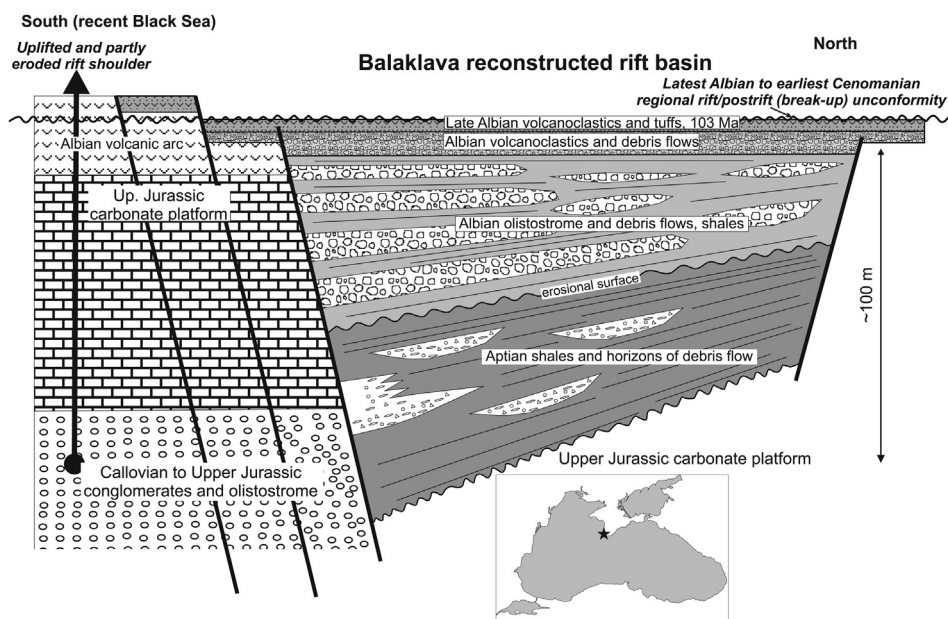 South (recent Black Sea)
Uplifted and partly
eroded rift shoulder
North
Balaklava reconstructed rift basin
Latest Albian to earliest Cenomanian
regional rift/postrift (break-up) unconformity
Late Albian volcanoclastics and tuffs, 103 Ma
Albian volcanic arc
Albian volcanoclastics and debris flows
Up. Jurassic
carbonate platform
Albian olistostrome and debris flows, shales
erosional surface
~100 m
Aptian shales and horizons of debris flow
Upper Jurassic carbonate platform
Callovian to Upper Jurassic
conglomerates and olistostrome